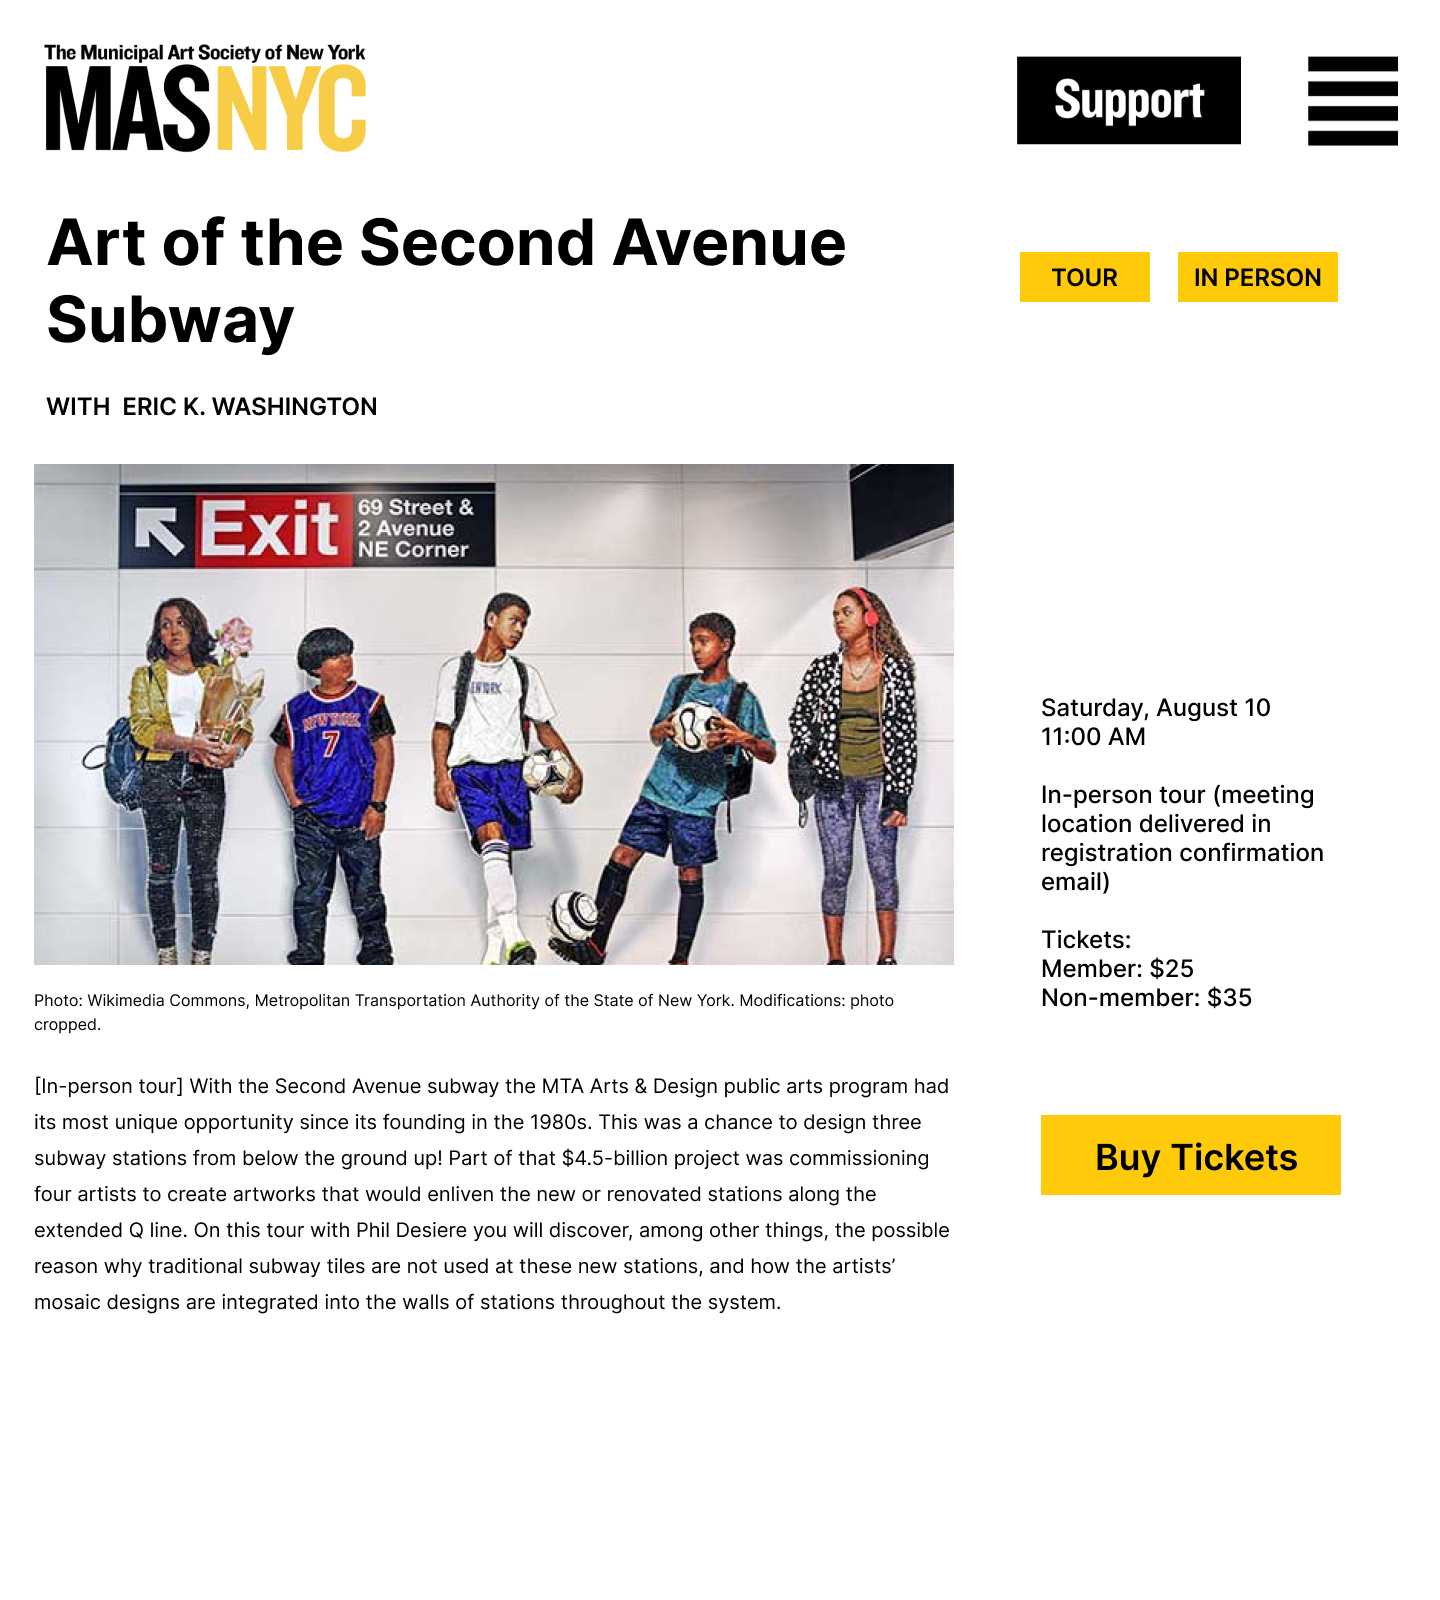 The Municipal Art Society of New York
MASNYC
Support
Art of the Second Avenue
Subway
TOUR
IN PERSON
WITH ERIC K. WASHINGTON
Exit
69 Street &
2 Avenue
NE Corner
NEW YORK
7
EW YORK
Saturday, August 10
11:00 AM
In-person tour (meeting
location delivered in
registration confirmation
email)
Tickets:
Member: $25
Non-member: $35
Photo: Wikimedia Commons, Metropolitan Transportation Authority of the State of New York. Modifications: photo
cropped.
[In-person tour] With the Second Avenue subway the MTA Arts & Design public arts program had
its most unique opportunity since its founding in the 1980s. This was a chance to design three
subway stations from below the ground up! Part of that $4.5-billion project was commissioning
four artists to create artworks that would enliven the new or renovated stations along the
extended Q line. On this tour with Phil Desiere you will discover, among other things, the possible
reason why traditional subway tiles are not used at these new stations, and how the artists’
mosaic designs are integrated into the walls of stations throughout the system.
Buy Tickets